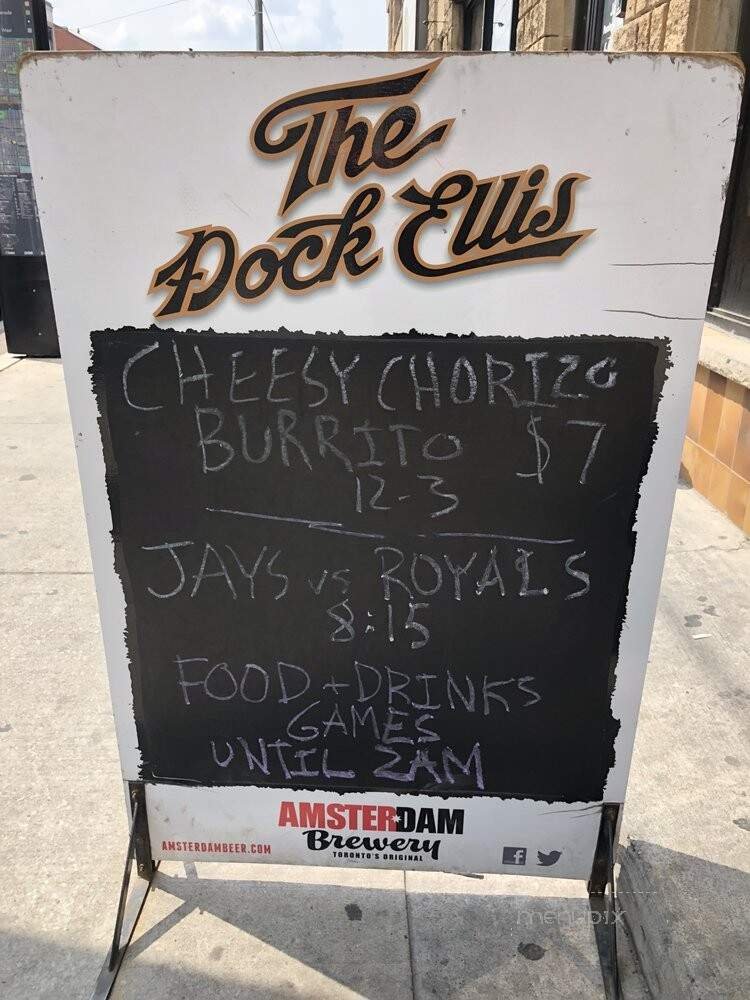 The
Dock Ellis
CHEESY CHORIZO
BURRITO $7
12-3
JAYS vs ROYALS
8:15
FOOD + DRINKS
GAMES
UNTIL 2AM
AMSTERDAM
Brewery
TORONTO'S ORIGINAL
AMSTERDAMBEER.COM
menupix